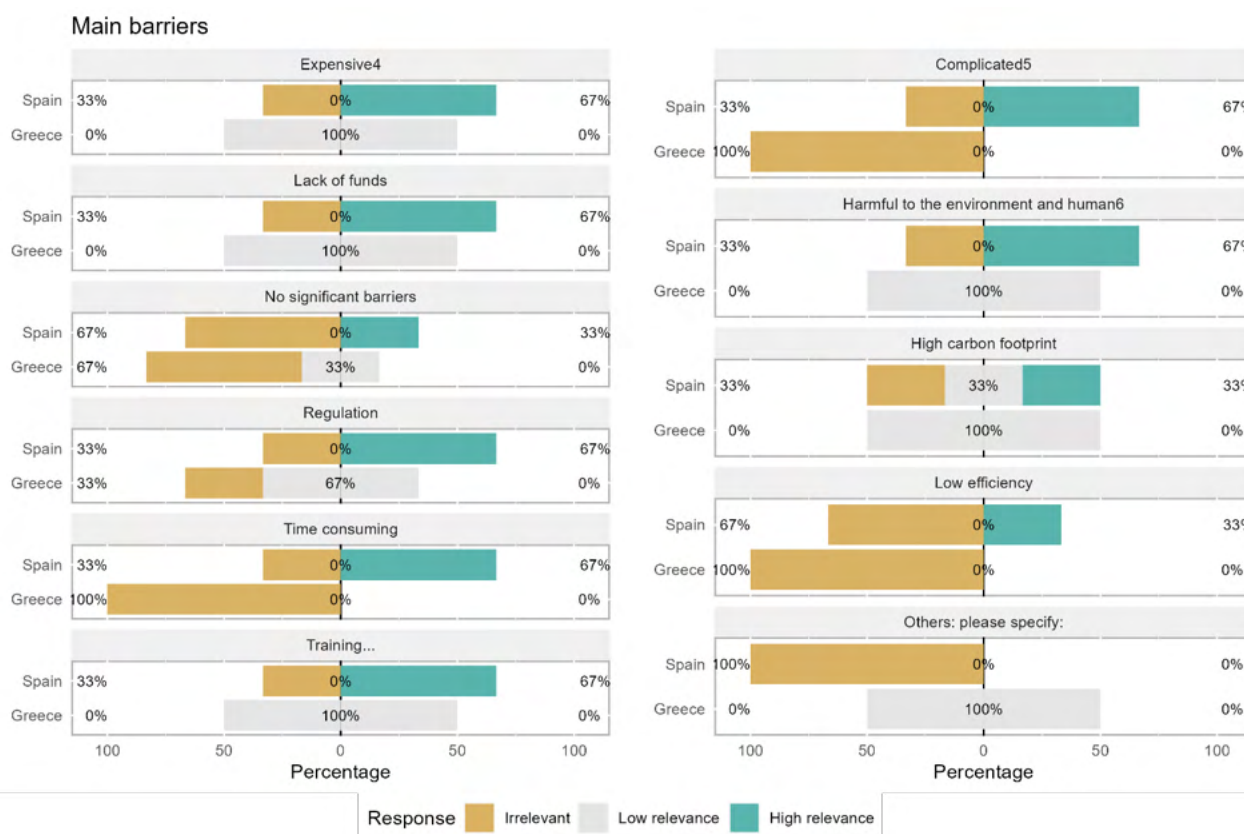 Main barriers
Expensive4
Spain 33% 0% 67%
Greece 0% 100% 0%
Lack of funds
Spain 33% 0% 67%
Greece 0% 100% 0%
No significant barriers
Spain 67% 0% 33%
Greece 67% 33% 0%
Regulation
Spain 33% 0% 67%
Greece 33% 67% 0%
Time consuming
Spain 33% 0% 67%
Greece 100% 0% 0%
Training...
Spain 33% 0% 67%
Greece 0% 100% 0%
100 50 0 50 100
Percentage
Complicated5
Spain 33% 0% 67%
Greece 100% 0% 0%
Harmful to the environment and human6
Spain 33% 0% 67%
Greece 0% 100% 0%
High carbon footprint
Spain 33% 33% 33%
Greece 0% 100% 0%
Low efficiency
Spain 67% 0% 33%
Greece 100% 0% 0%
Others: please specify:
Spain 100% 0% 0%
Greece 0% 100% 0%
100 50 0 50 100
Percentage
Response Irrelevant Low relevance High relevance